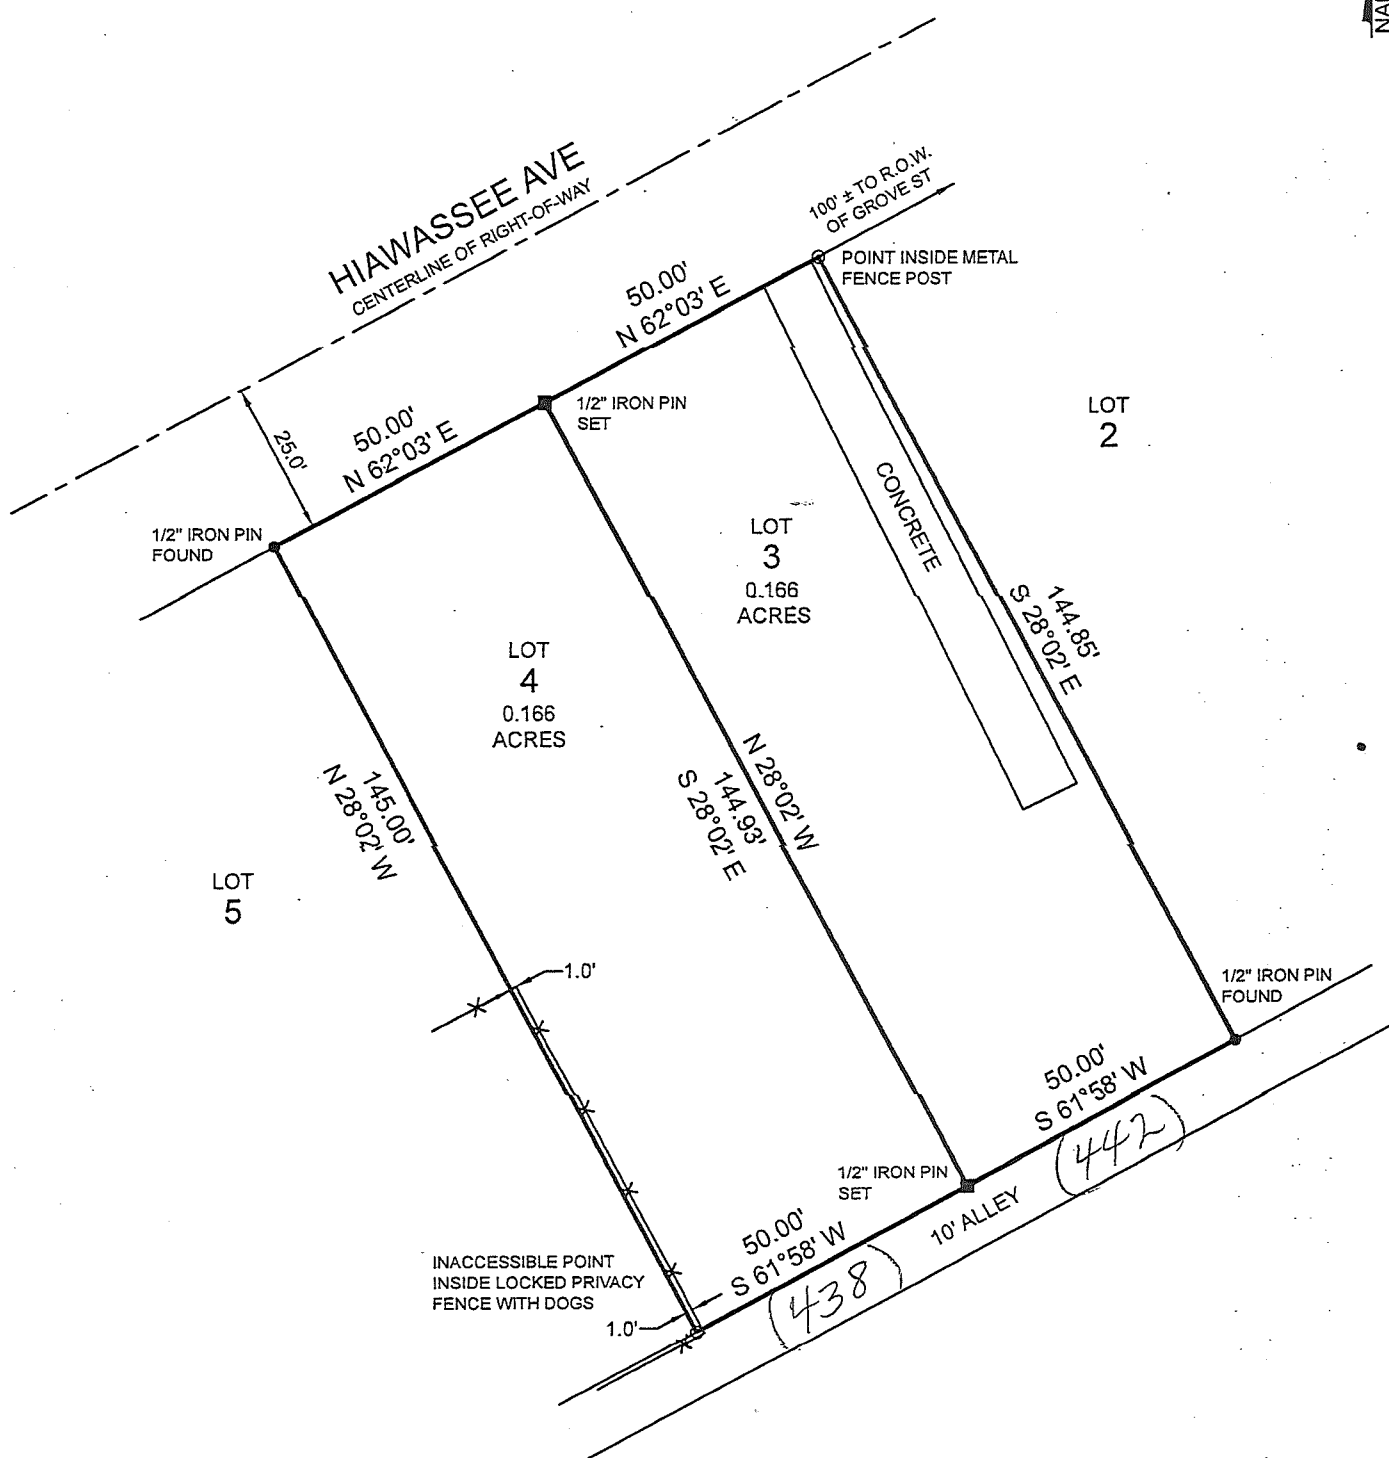 NA
HIAWASSEE AVE
CENTERLINE OF RIGHT-OF-WAY
100' ± TO R.O.W.
OF GROVE ST
POINT INSIDE METAL
FENCE POST
50.00'
N 62°03' E
50.00'
N 62°03' E
25.0'
1/2" IRON PIN
SET
1/2" IRON PIN
FOUND
LOT
2
CONCRETE
LOT
3
0.166
ACRES
144.85'
S 28°02' E
LOT
4
0.166
ACRES
N 28°02' W
144.93'
S 28°02' E
145.00'
N 28°02' W
LOT
5
1.0'
1/2" IRON PIN
FOUND
50.00'
S 61°58' W
(442)
1/2" IRON PIN
SET
10' ALLEY
50.00'
S 61°58' W
(438)
INACCESSIBLE POINT
INSIDE LOCKED PRIVACY
FENCE WITH DOGS
1.0'